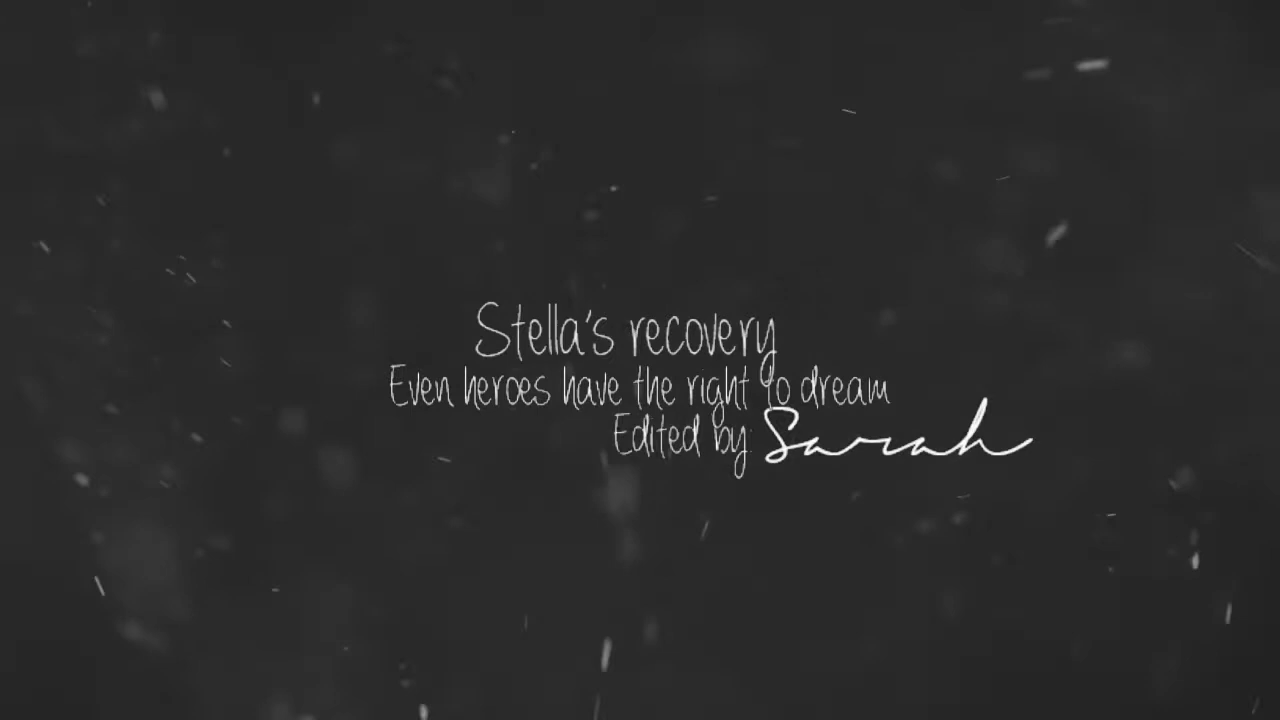 Stella's recovery
Even heroes have the right to dream
Edited by: Sarah